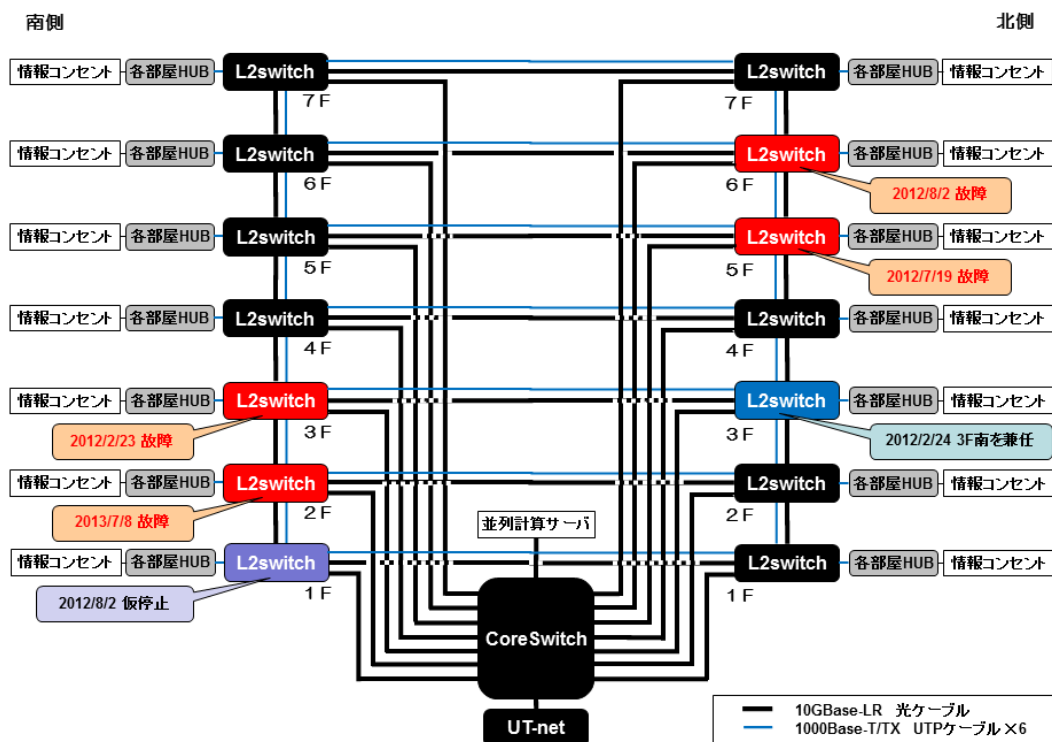 南側
北側
情報コンセント 各部屋HUB L2switch L2switch 各部屋HUB 情報コンセント
7F 7F
情報コンセント 各部屋HUB L2switch L2switch 各部屋HUB 情報コンセント
6F 6F
2012/8/2 故障
情報コンセント 各部屋HUB L2switch L2switch 各部屋HUB 情報コンセント
5F 5F
2012/7/19 故障
情報コンセント 各部屋HUB L2switch L2switch 各部屋HUB 情報コンセント
4F 4F
情報コンセント 各部屋HUB L2switch L2switch 各部屋HUB 情報コンセント
3F 3F
2012/2/23 故障
2012/2/24 3F南を兼任
情報コンセント 各部屋HUB L2switch L2switch 各部屋HUB 情報コンセント
2F 2F
2013/7/8 故障
並列計算サーバ
情報コンセント 各部屋HUB L2switch L2switch 各部屋HUB 情報コンセント
1F 1F
2012/8/2 仮停止
CoreSwitch
UT-net
10GBase-LR 光ケーブル
1000Base-T/TX UTPケーブル×6